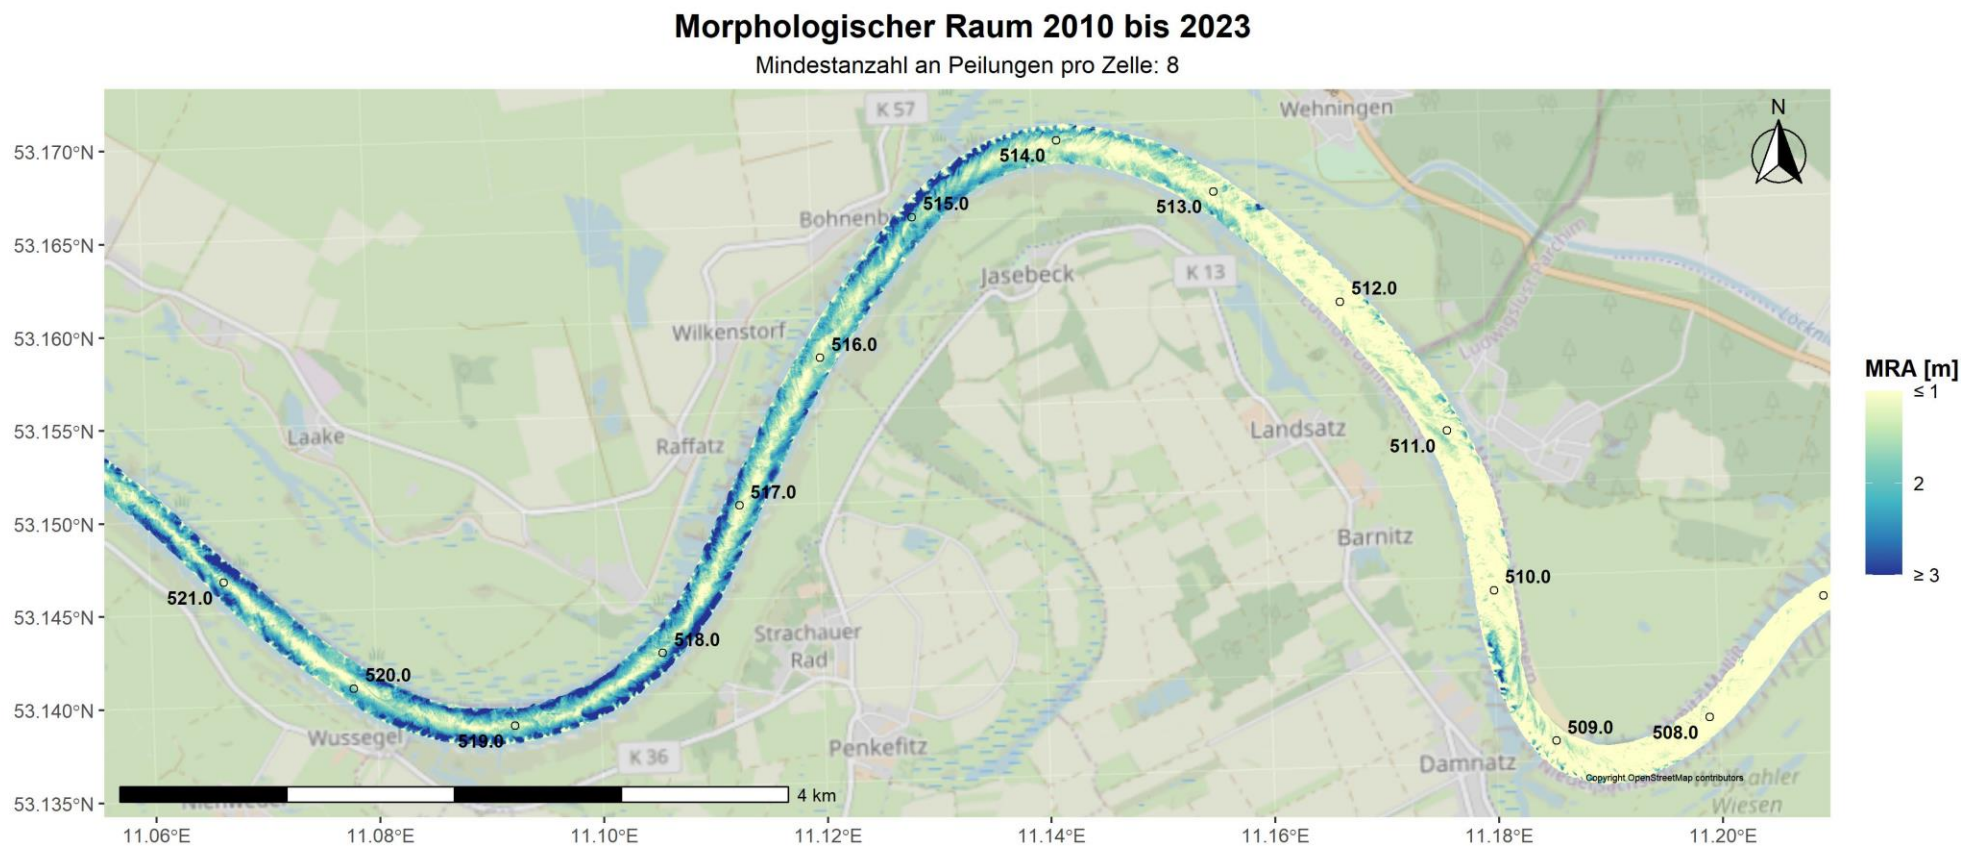 Morphologischer Raum 2010 bis 2023
Mindestanzahl an Peilungen pro Zelle: 8
K 57
Wehningen
N
53.170°N
514.0
515.0
513.0
Bohnenb
53.165°N
Jasebeck
K 13
512.0
Ludwigslust-Parchim
Wilkenstorf
516.0
53.160°N
MRA [m]
≤ 1
2
≥ 3
53.155°N
Laake
Raffatz
Landsatz
511.0
517.0
53.150°N
Barnitz
510.0
521.0
53.145°N
Strachauer
Rad
518.0
520.0
53.140°N
Wussegel
519.0
K 36
Penkefitz
Damnatz
509.0
508.0
Copyright OpenStreetMap contributors
Wiesen
53.135°N
4 km
11.06°E
11.08°E
11.10°E
11.12°E
11.14°E
11.16°E
11.18°E
11.20°E